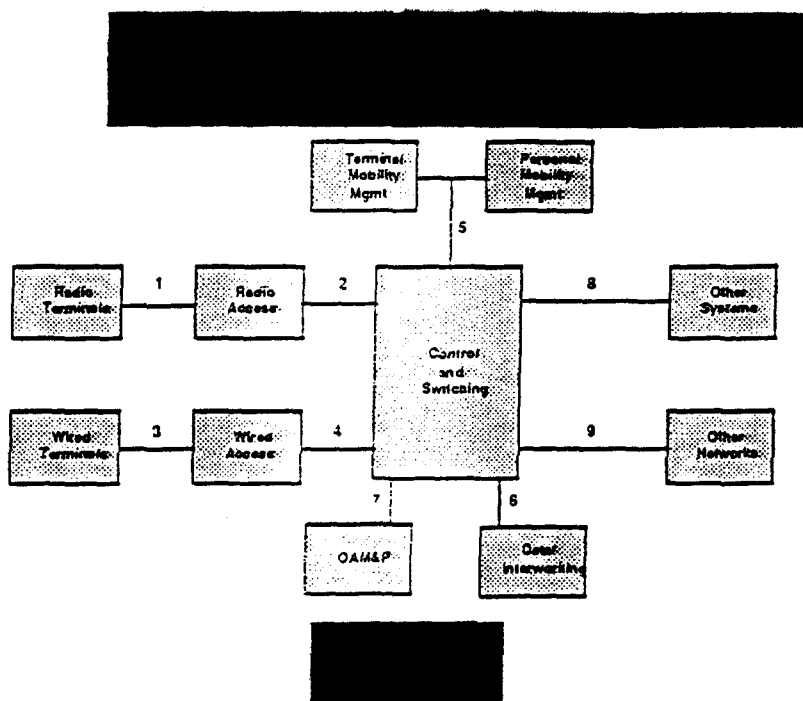 Terminal
Mobility
Mgmt
Personal
Mobility
Mgmt
5
Radio
Terminals
1
Radio
Access
2
Control
and
Switching
8
Other
Systems
Wired
Terminals
3
Wired
Access
4
9
Other
Networks
7
6
OAM&P
Data/
Interworking